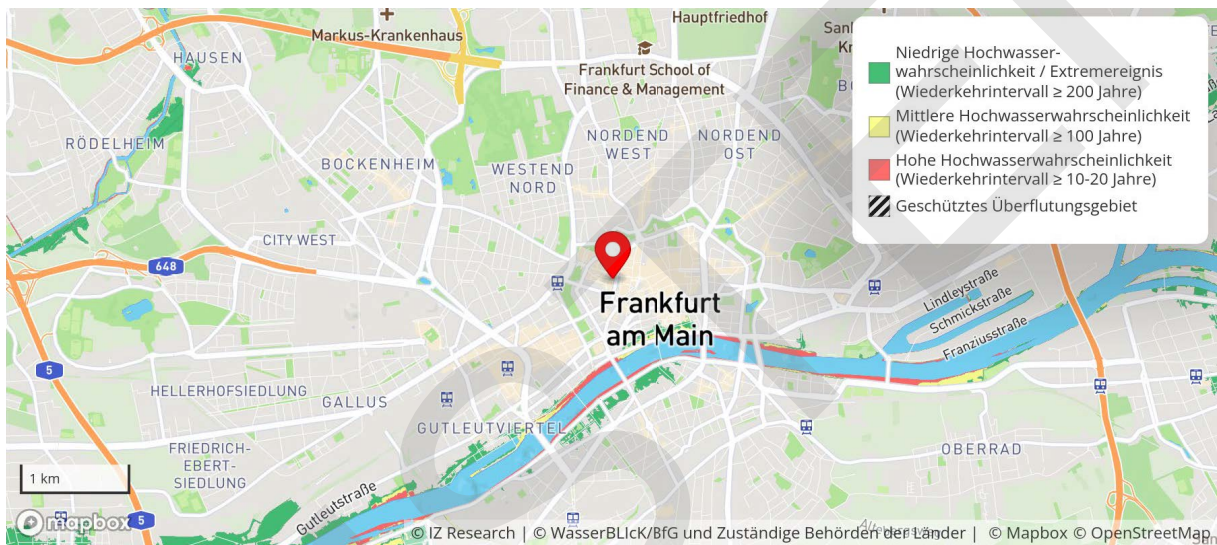 Hauptfriedhof
Markus-Krankenhaus
HAUSEN
Frankfurt School of
Finance & Management
RÖDELHEIM
BOCKENHEIM
NORDEND
WEST
NORDEND
OST
WESTEND
NORD
CITY WEST
648
Frankfurt
am Main
Lindleystraße
Schmickstraße
Franziusstraße
5
HELLERHOFSIEDLUNG
GALLUS
GUTLEUTVIERTEL
OBERRAD
FRIEDRICH-
EBERT-
SIEDLUNG
Gutleutstraße
1 km
mapbox
5
Niedrige Hochwasser-
wahrscheinlichkeit / Extremereignis
(Wiederkehrintervall ≥ 200 Jahre)
Mittlere Hochwasserwahrscheinlichkeit
(Wiederkehrintervall ≥ 100 Jahre)
Hohe Hochwasserwahrscheinlichkeit
(Wiederkehrintervall ≥ 10-20 Jahre)
Geschütztes Überflutungsgebiet
© IZ Research | © WasserBLIcK/BfG und Zuständige Behörden der Länder | © Mapbox © OpenStreetMap